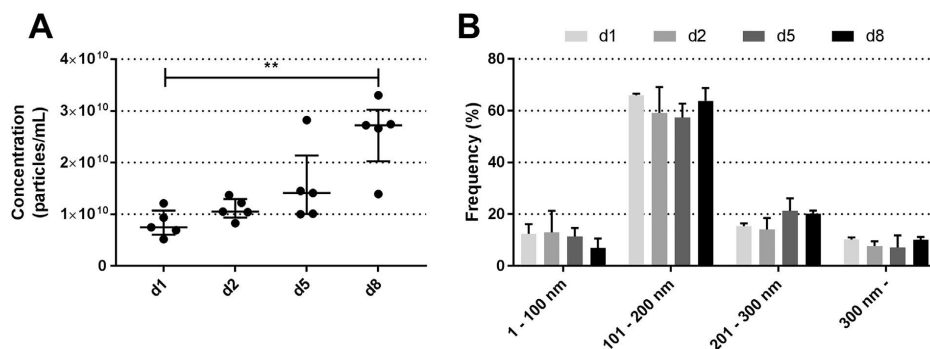 A
Concentration
(particles/mL)
4×10¹⁰
3×10¹⁰
2×10¹⁰
1×10¹⁰
0
**
d1
d2
d5
d8
B
d1 d2 d5 d8
Frequency (%)
80
60
40
20
0
1 - 100 nm
101 - 200 nm
201 - 300 nm
300 nm -